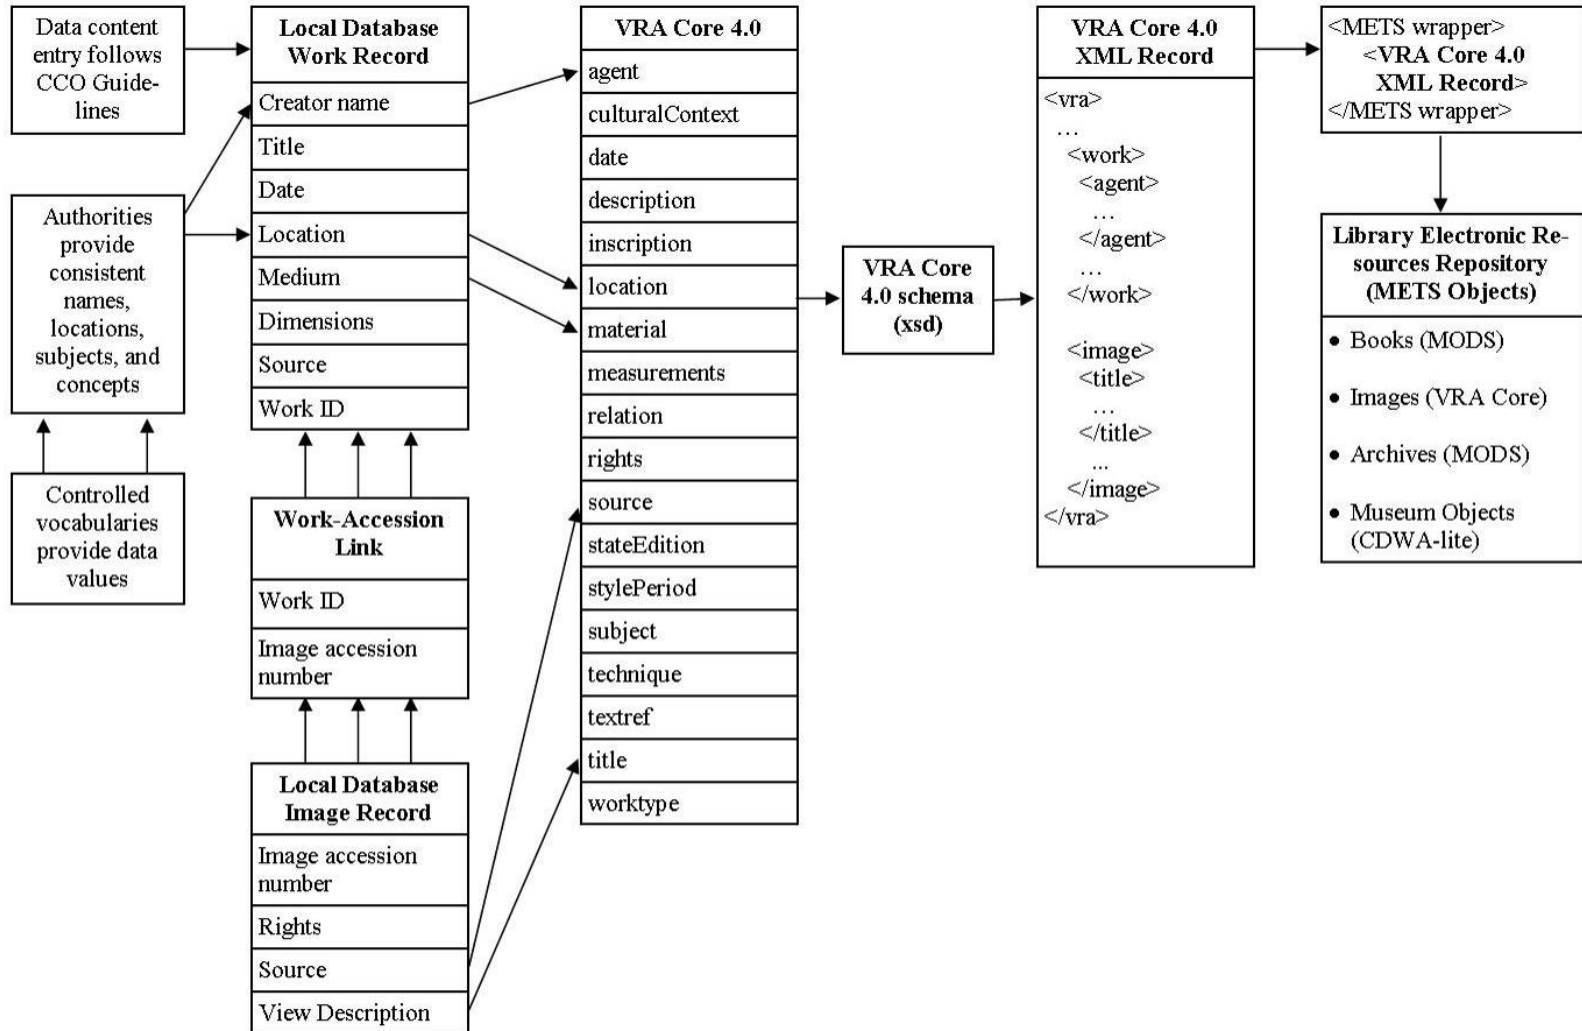 Data content
entry follows
CCO Guide-
lines
Authorities
provide
consistent
names,
locations,
subjects, and
concepts
Controlled
vocabularies
provide data
values
Local Database
Work Record
Creator name
Title
Date
Location
Medium
Dimensions
Source
Work ID
Work-Accession
Link
Work ID
Image accession
number
Local Database
Image Record
Image accession
number
Rights
Source
View Description
VRA Core 4.0
agent
culturalContext
date
description
inscription
location
material
measurements
relation
rights
source
stateEdition
stylePeriod
subject
technique
textref
title
worktype
VRA Core
4.0 schema
(xsd)
VRA Core 4.0
XML Record
<vra>
...
<work>
<agent>
...
</agent>
...
</work>
<image>
<title>
...
</title>
...
</image>
</vra>
<METS wrapper>
<VRA Core 4.0
XML Record>
</METS wrapper>
Library Electronic Re-
sources Repository
(METS Objects)
• Books (MODS)
• Images (VRA Core)
• Archives (MODS)
• Museum Objects
(CDWA-lite)